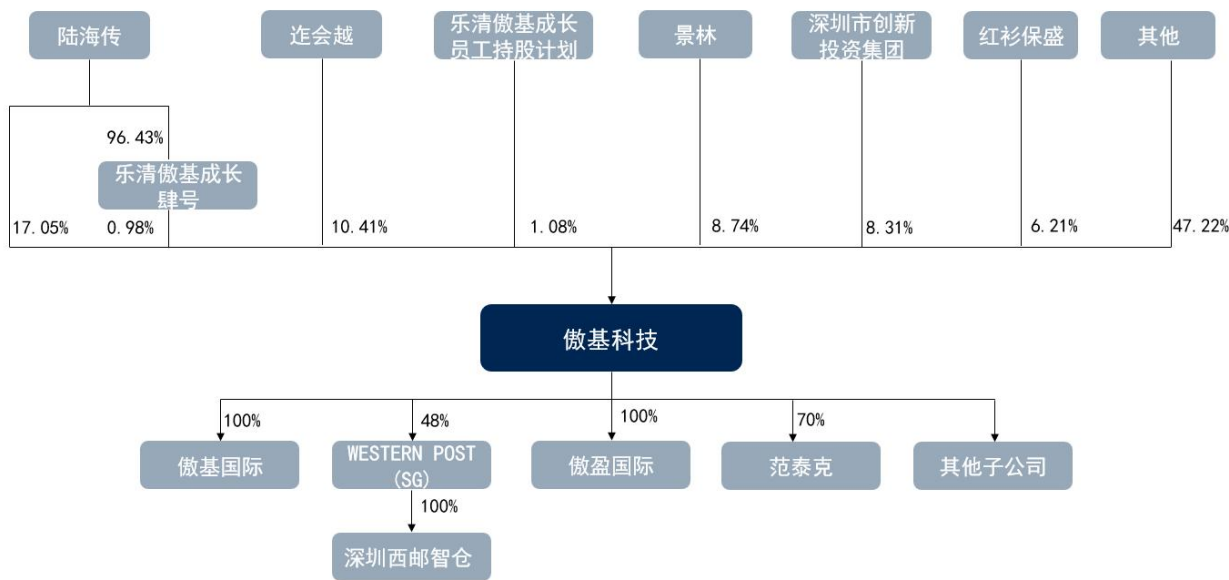 陆海传
迮会越
乐清傲基成长
员工持股计划
景林
深圳市创新
投资集团
红衫保盛
其他
96.43%
乐清傲基成长
肆号
17.05%
0.98%
10.41%
1.08%
8.74%
8.31%
6.21%
47.22%
傲基科技
100%
48%
100%
70%
傲基国际
WESTERN POST
(SG)
傲盈国际
范泰克
其他子公司
100%
深圳西邮智仓